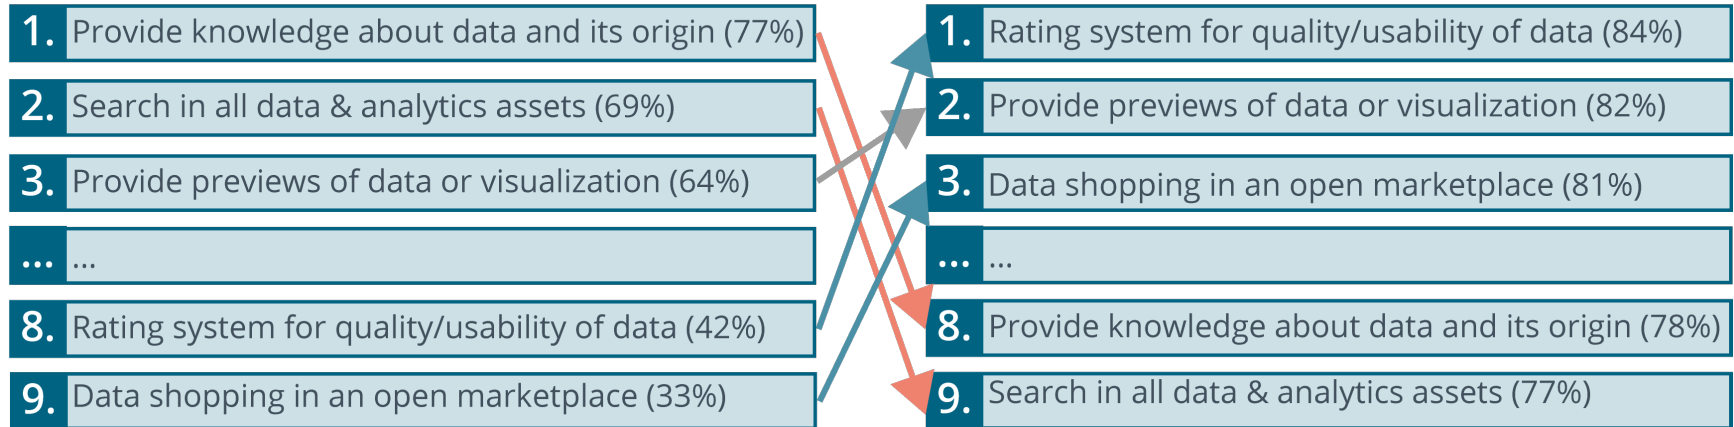 1. Provide knowledge about data and its origin (77%)
2. Search in all data & analytics assets (69%)
3. Provide previews of data or visualization (64%)
... ...
8. Rating system for quality/usability of data (42%)
9. Data shopping in an open marketplace (33%)
1. Rating system for quality/usability of data (84%)
2. Provide previews of data or visualization (82%)
3. Data shopping in an open marketplace (81%)
... ...
8. Provide knowledge about data and its origin (78%)
9. Search in all data & analytics assets (77%)